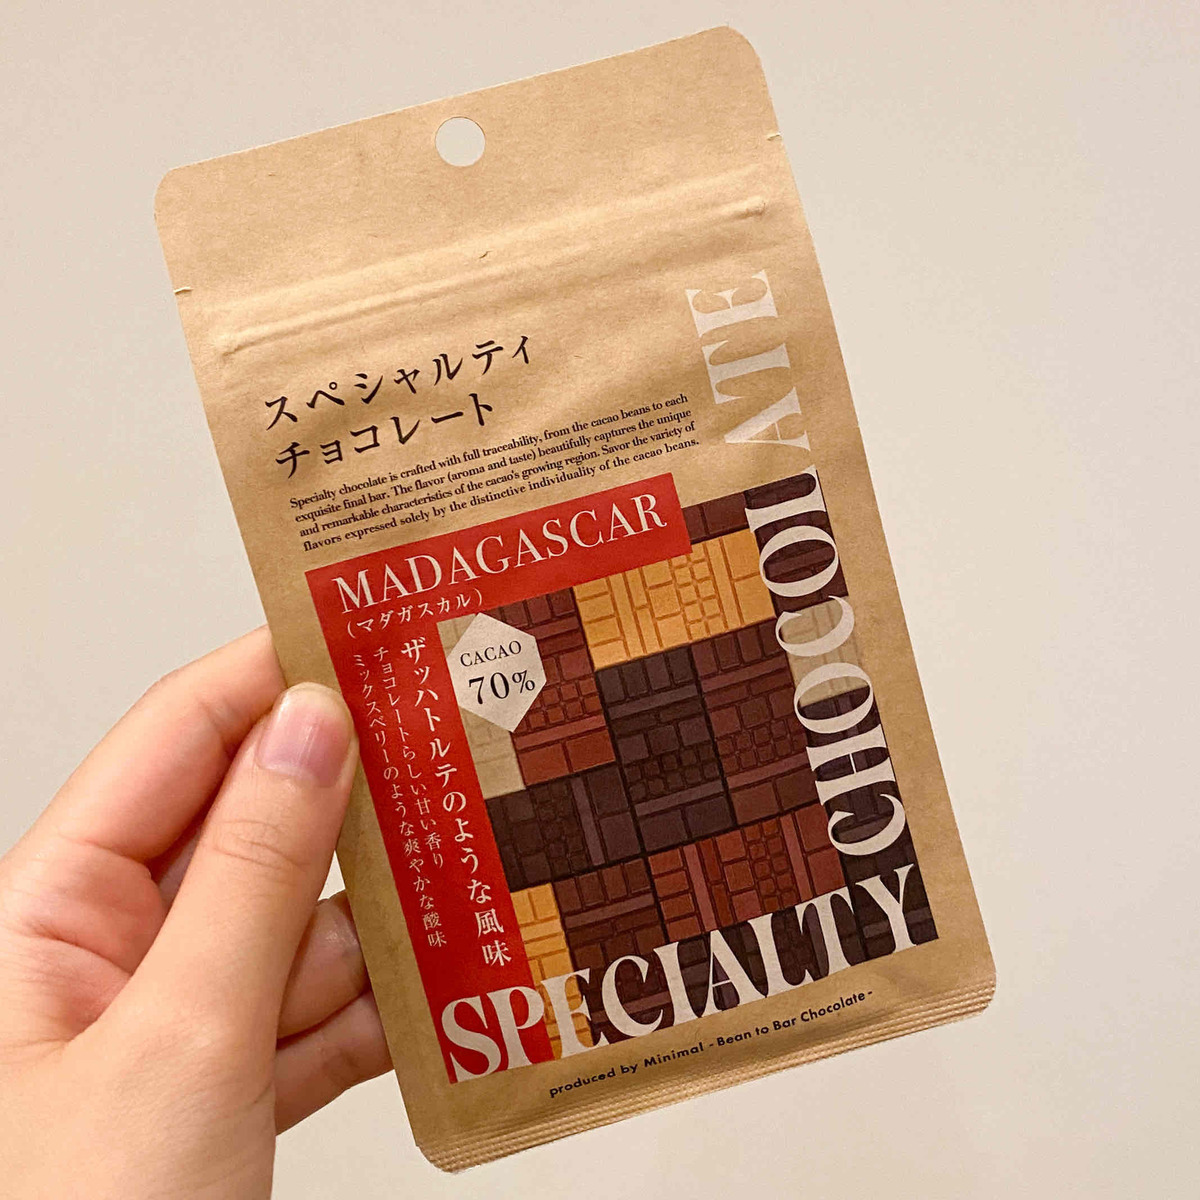 スペシャルティ
チョコレート
Specialty chocolate is crafted with full traceability, from the cacao beans to each
exquisite final bar. The flavor (aroma and taste) beautifully captures the unique
and remarkable characteristics of the cacao's growing region. Savor the variety of
flavors expressed solely by the distinctive individuality of the cacao beans.
MADAGASCAR
(マダガスカル)
ザッハトルテのような風味
チョコレートらしい甘い香り
ミックスベリーのような爽やかな酸味
CACAO
70%
SPECIALTY
CHOCOLATE
produced by Minimal - Bean to Bar Chocolate -